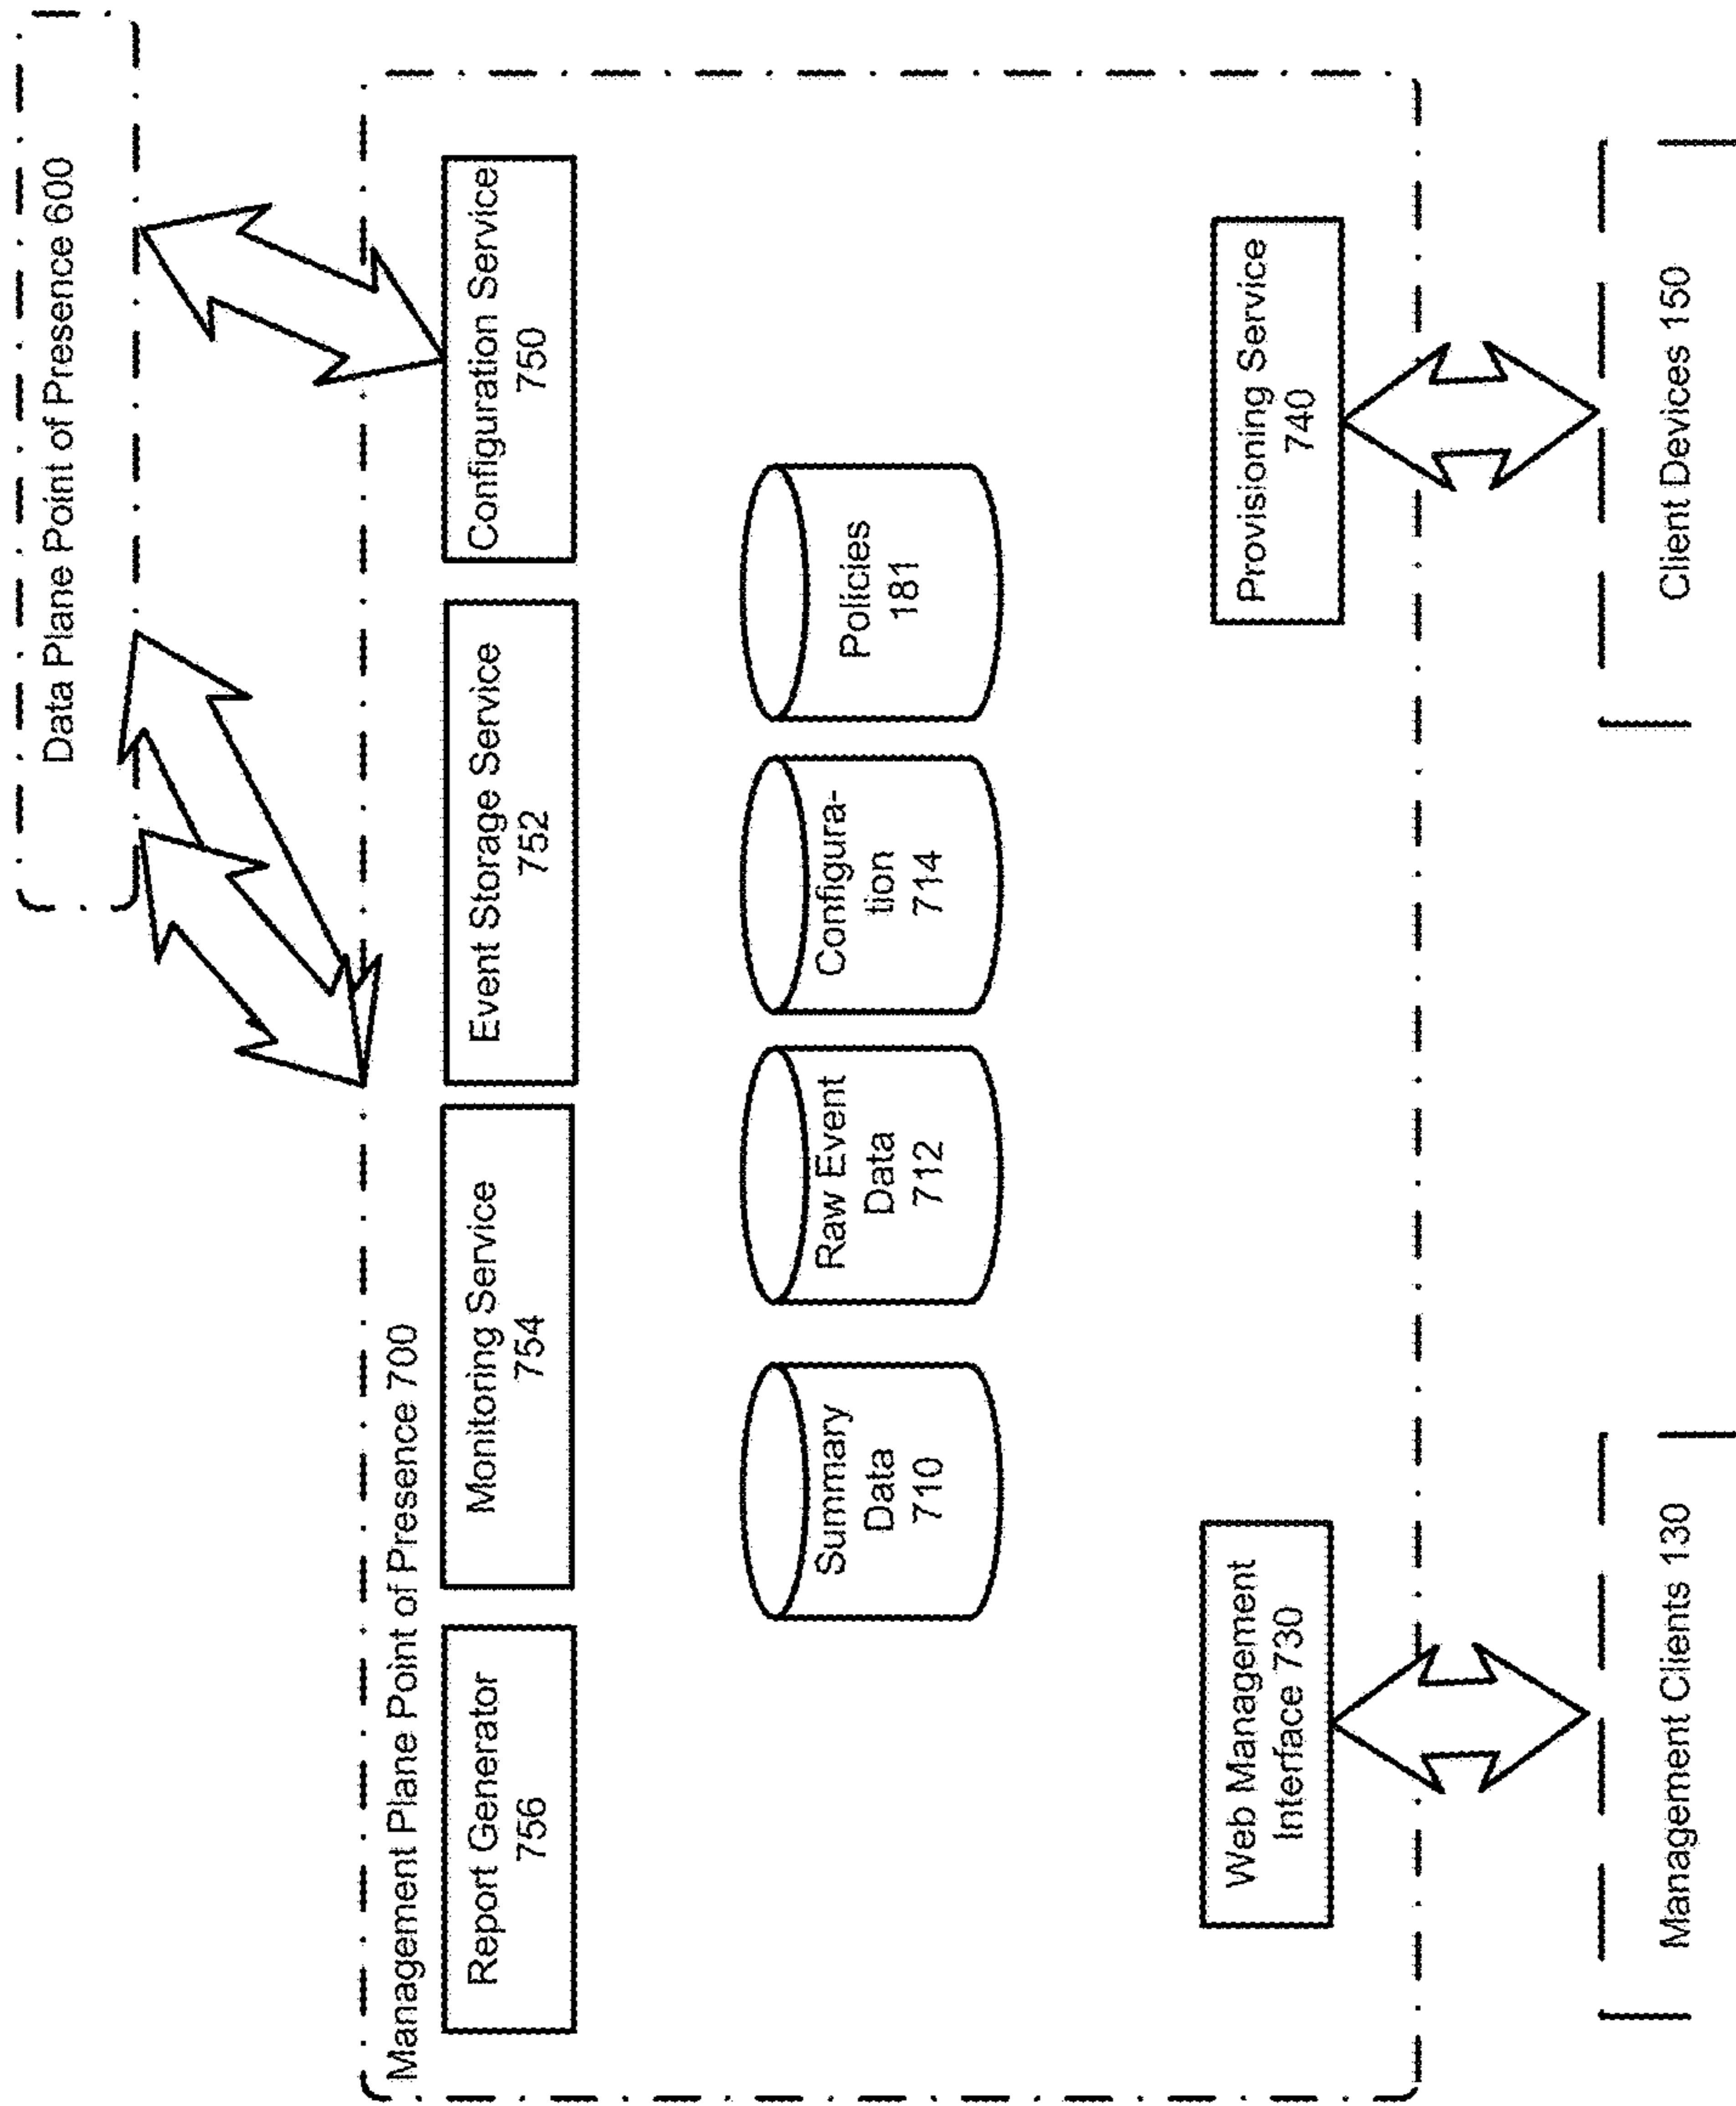 Data Plane Point of Presence 600
Management Plane Point of Presence 700
Report Generator
756
Monitoring Service
754
Event Storage Service
752
Configuration Service
750
Summary
Data
710
Raw Event
Data
712
Configura-
tion
714
Policies
181
Web Management
Interface 730
Provisioning Service
740
Management Clients 130
Client Devices 150